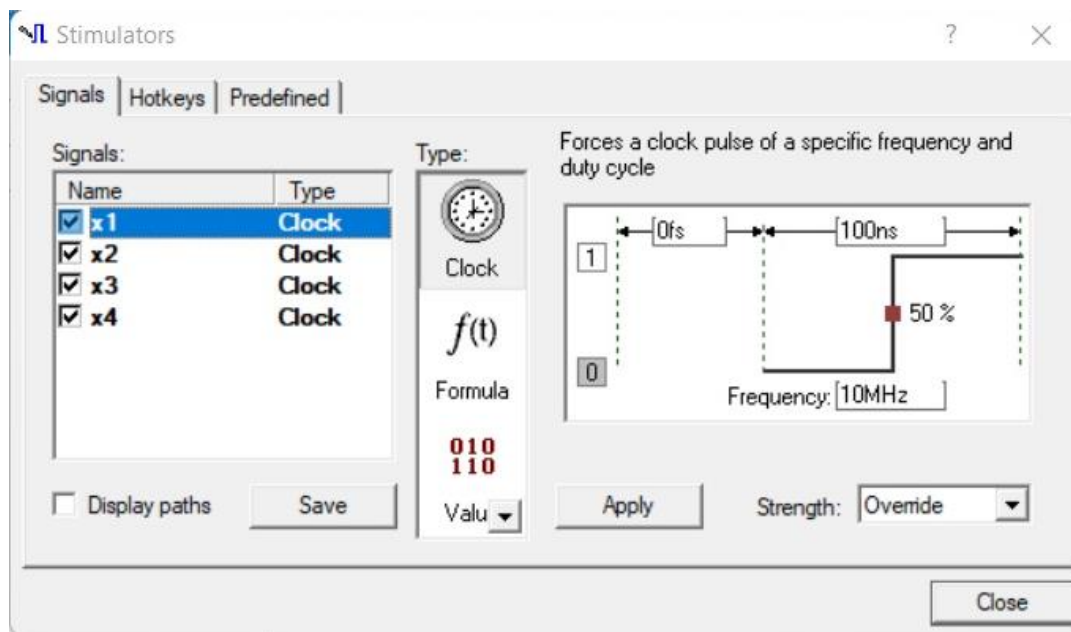 Stimulators
?
Signals Hotkeys Predefined
Signals:
Name Type
x1 Clock
x2 Clock
x3 Clock
x4 Clock
Display paths Save
Type:
Clock
f(t)
Formula
010
110
Valu
Forces a clock pulse of a specific frequency and
duty cycle
0fs 100ns
1
50 %
0
Frequency: 10MHz
Apply Strength: Override
Close